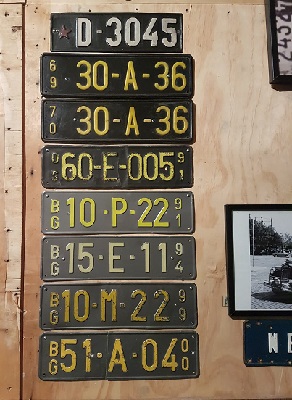 D-3045
69 30-A-36
70 30-A-36
60-E-005 91
BG 10-P-22 91
BG 15-E-11 94
BG 10-M-22 99
BG 51-A-04 00